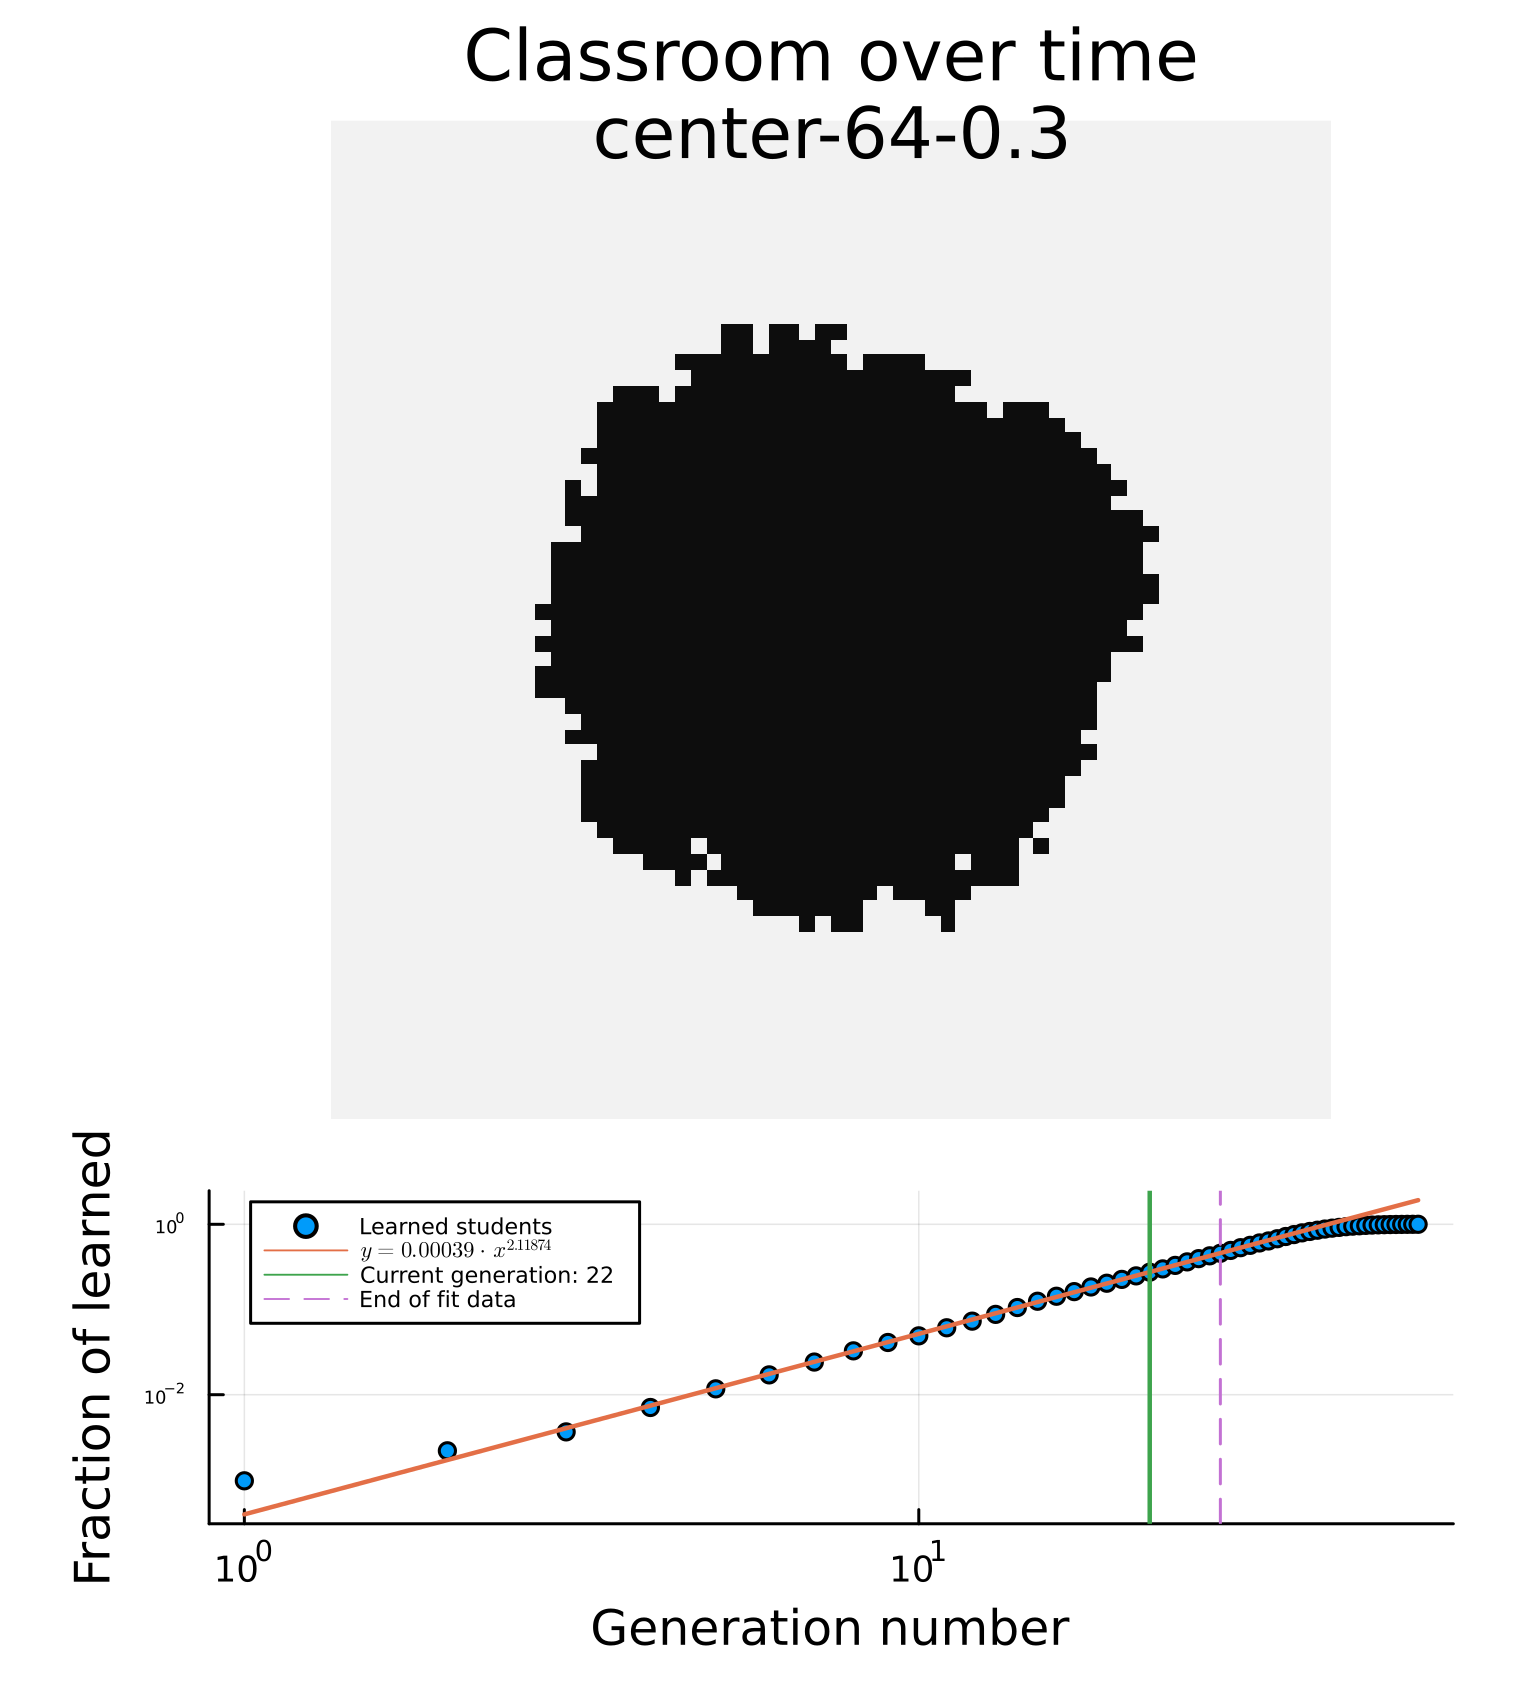 Classroom over time
center-64-0.3
Fraction of learned
10^0
10^−2
Learned students
y = 0.00039 · x^2.11874
Current generation: 22
End of fit data
10^0
10^1
Generation number